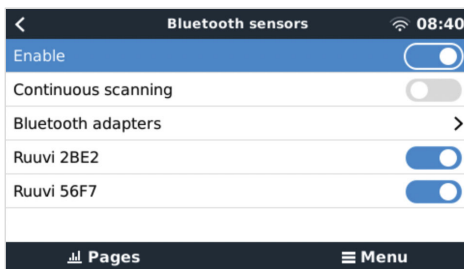 Bluetooth sensors 08:40
Enable
Continuous scanning
Bluetooth adapters
Ruuvi 2BE2
Ruuvi 56F7
Pages Menu